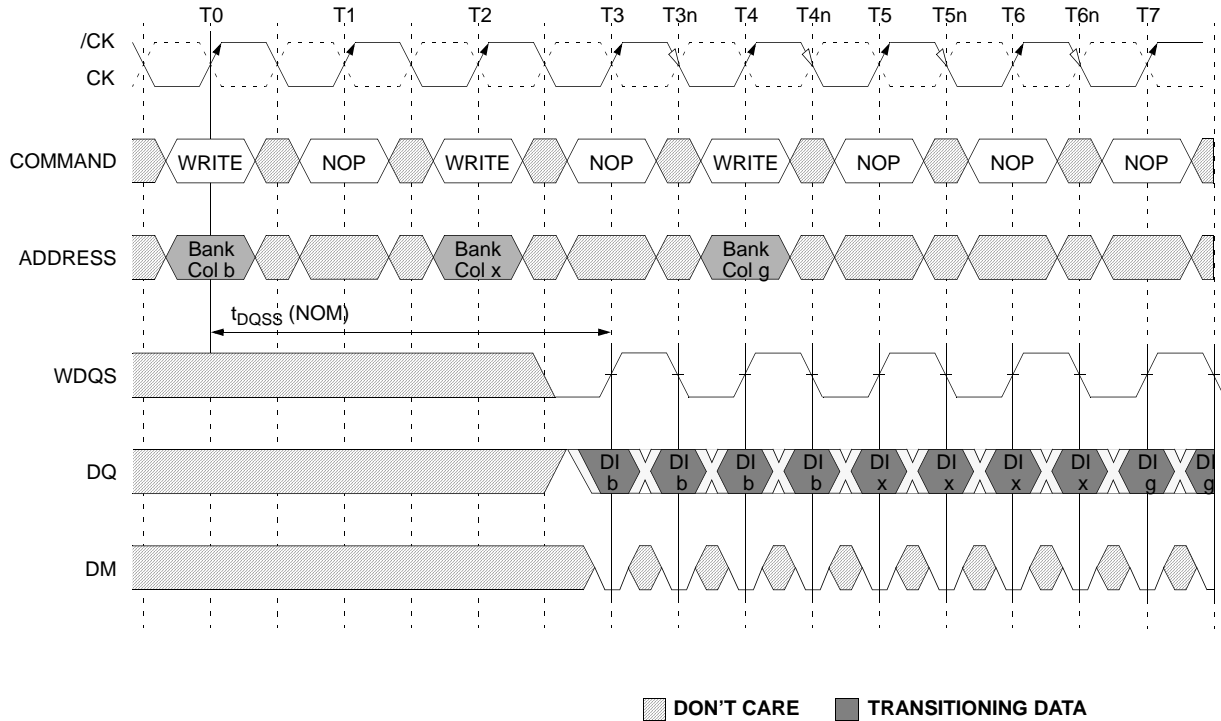 T0 T1 T2 T3 T3n T4 T4n T5 T5n T6 T6n T7
/CK
CK
COMMAND WRITE NOP WRITE NOP WRITE NOP NOP NOP
ADDRESS Bank Col b Bank Col x Bank Col g
tDQSS (NOM)
WDQS
DQ DI b DI b DI b DI b DI x DI x DI x DI x DI g DI g
DM
DON'T CARE TRANSITIONING DATA